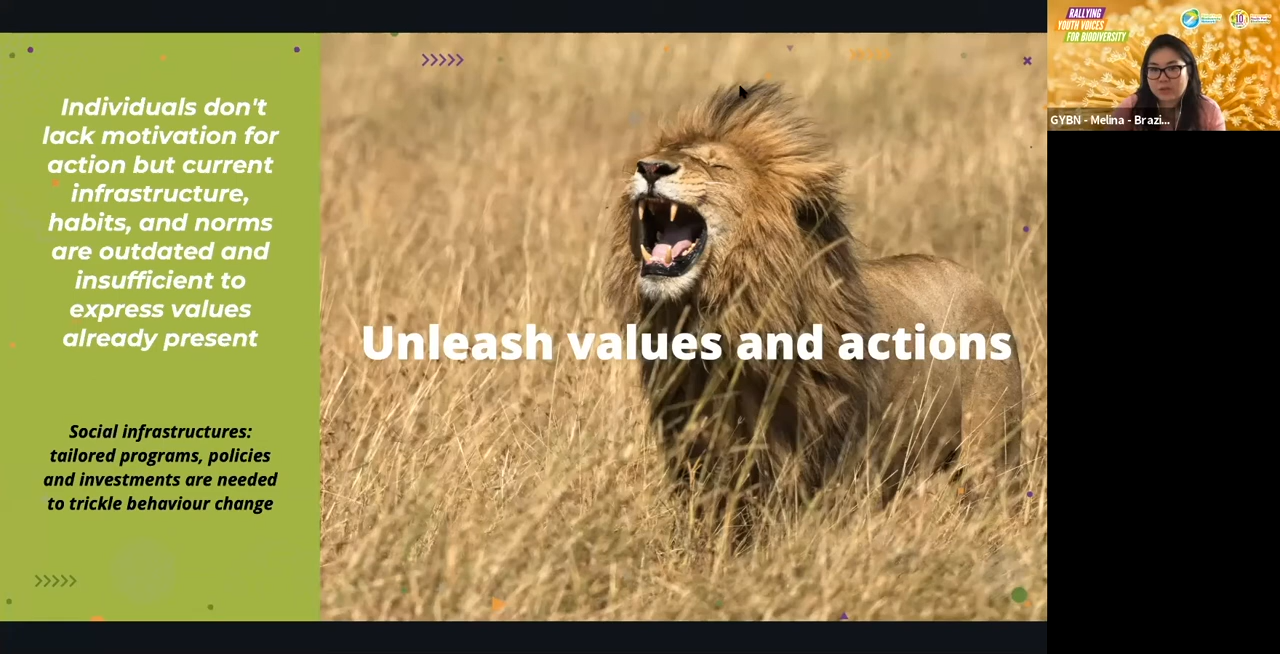 Individuals don't
lack motivation for
action but current
infrastructure,
habits, and norms
are outdated and
insufficient to
express values
already present
Social infrastructures:
tailored programs, policies
and investments are needed
to trickle behaviour change
Unleash values and actions
RALLYING
YOUTH VOICES
FOR BIODIVERSITY
10
GYBN - Melina - Brazi...